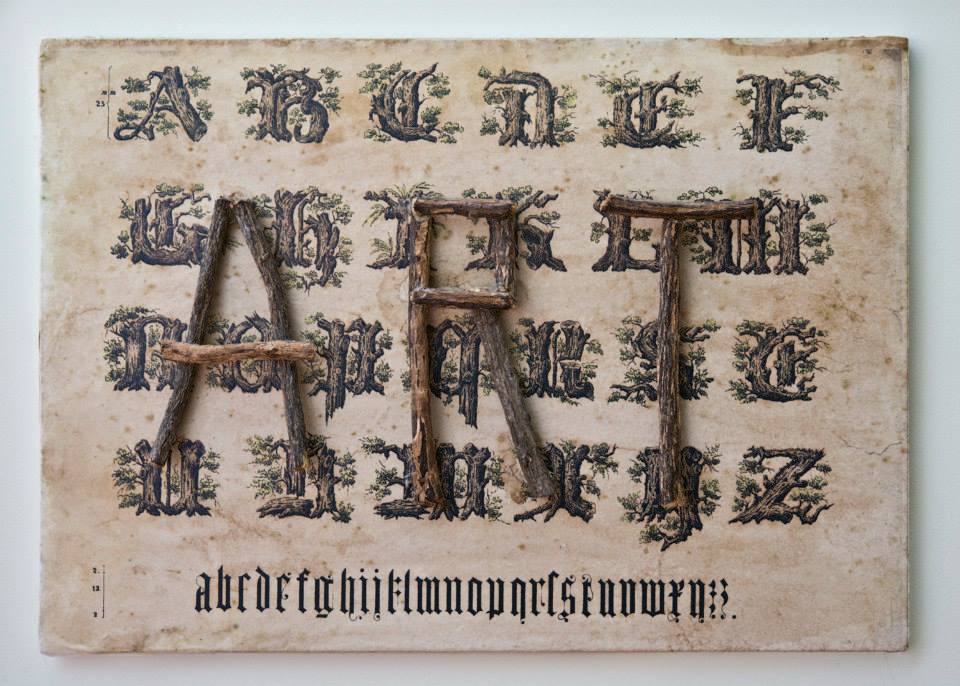 A B C D E F
G H I K L M
ART
N O P Q R S T
U V W X Y Z
abcdefghijklmnopqrſstuvwxyz